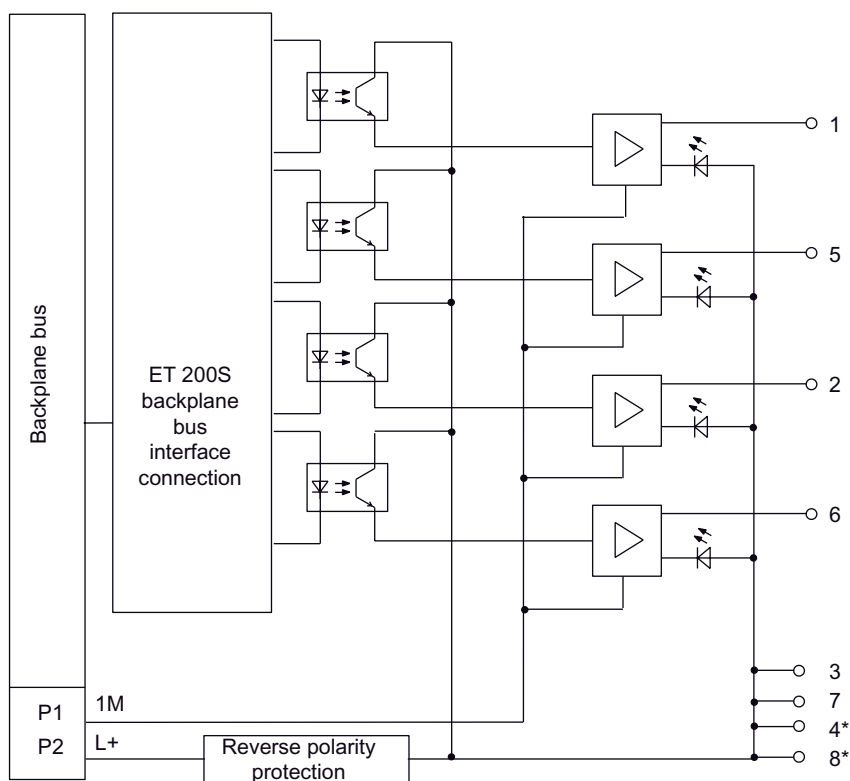 Backplane bus
ET 200S
backplane
bus
interface
connection
1
5
2
6
3
7
4*
8*
P1
1M
P2
L+
Reverse polarity
protection